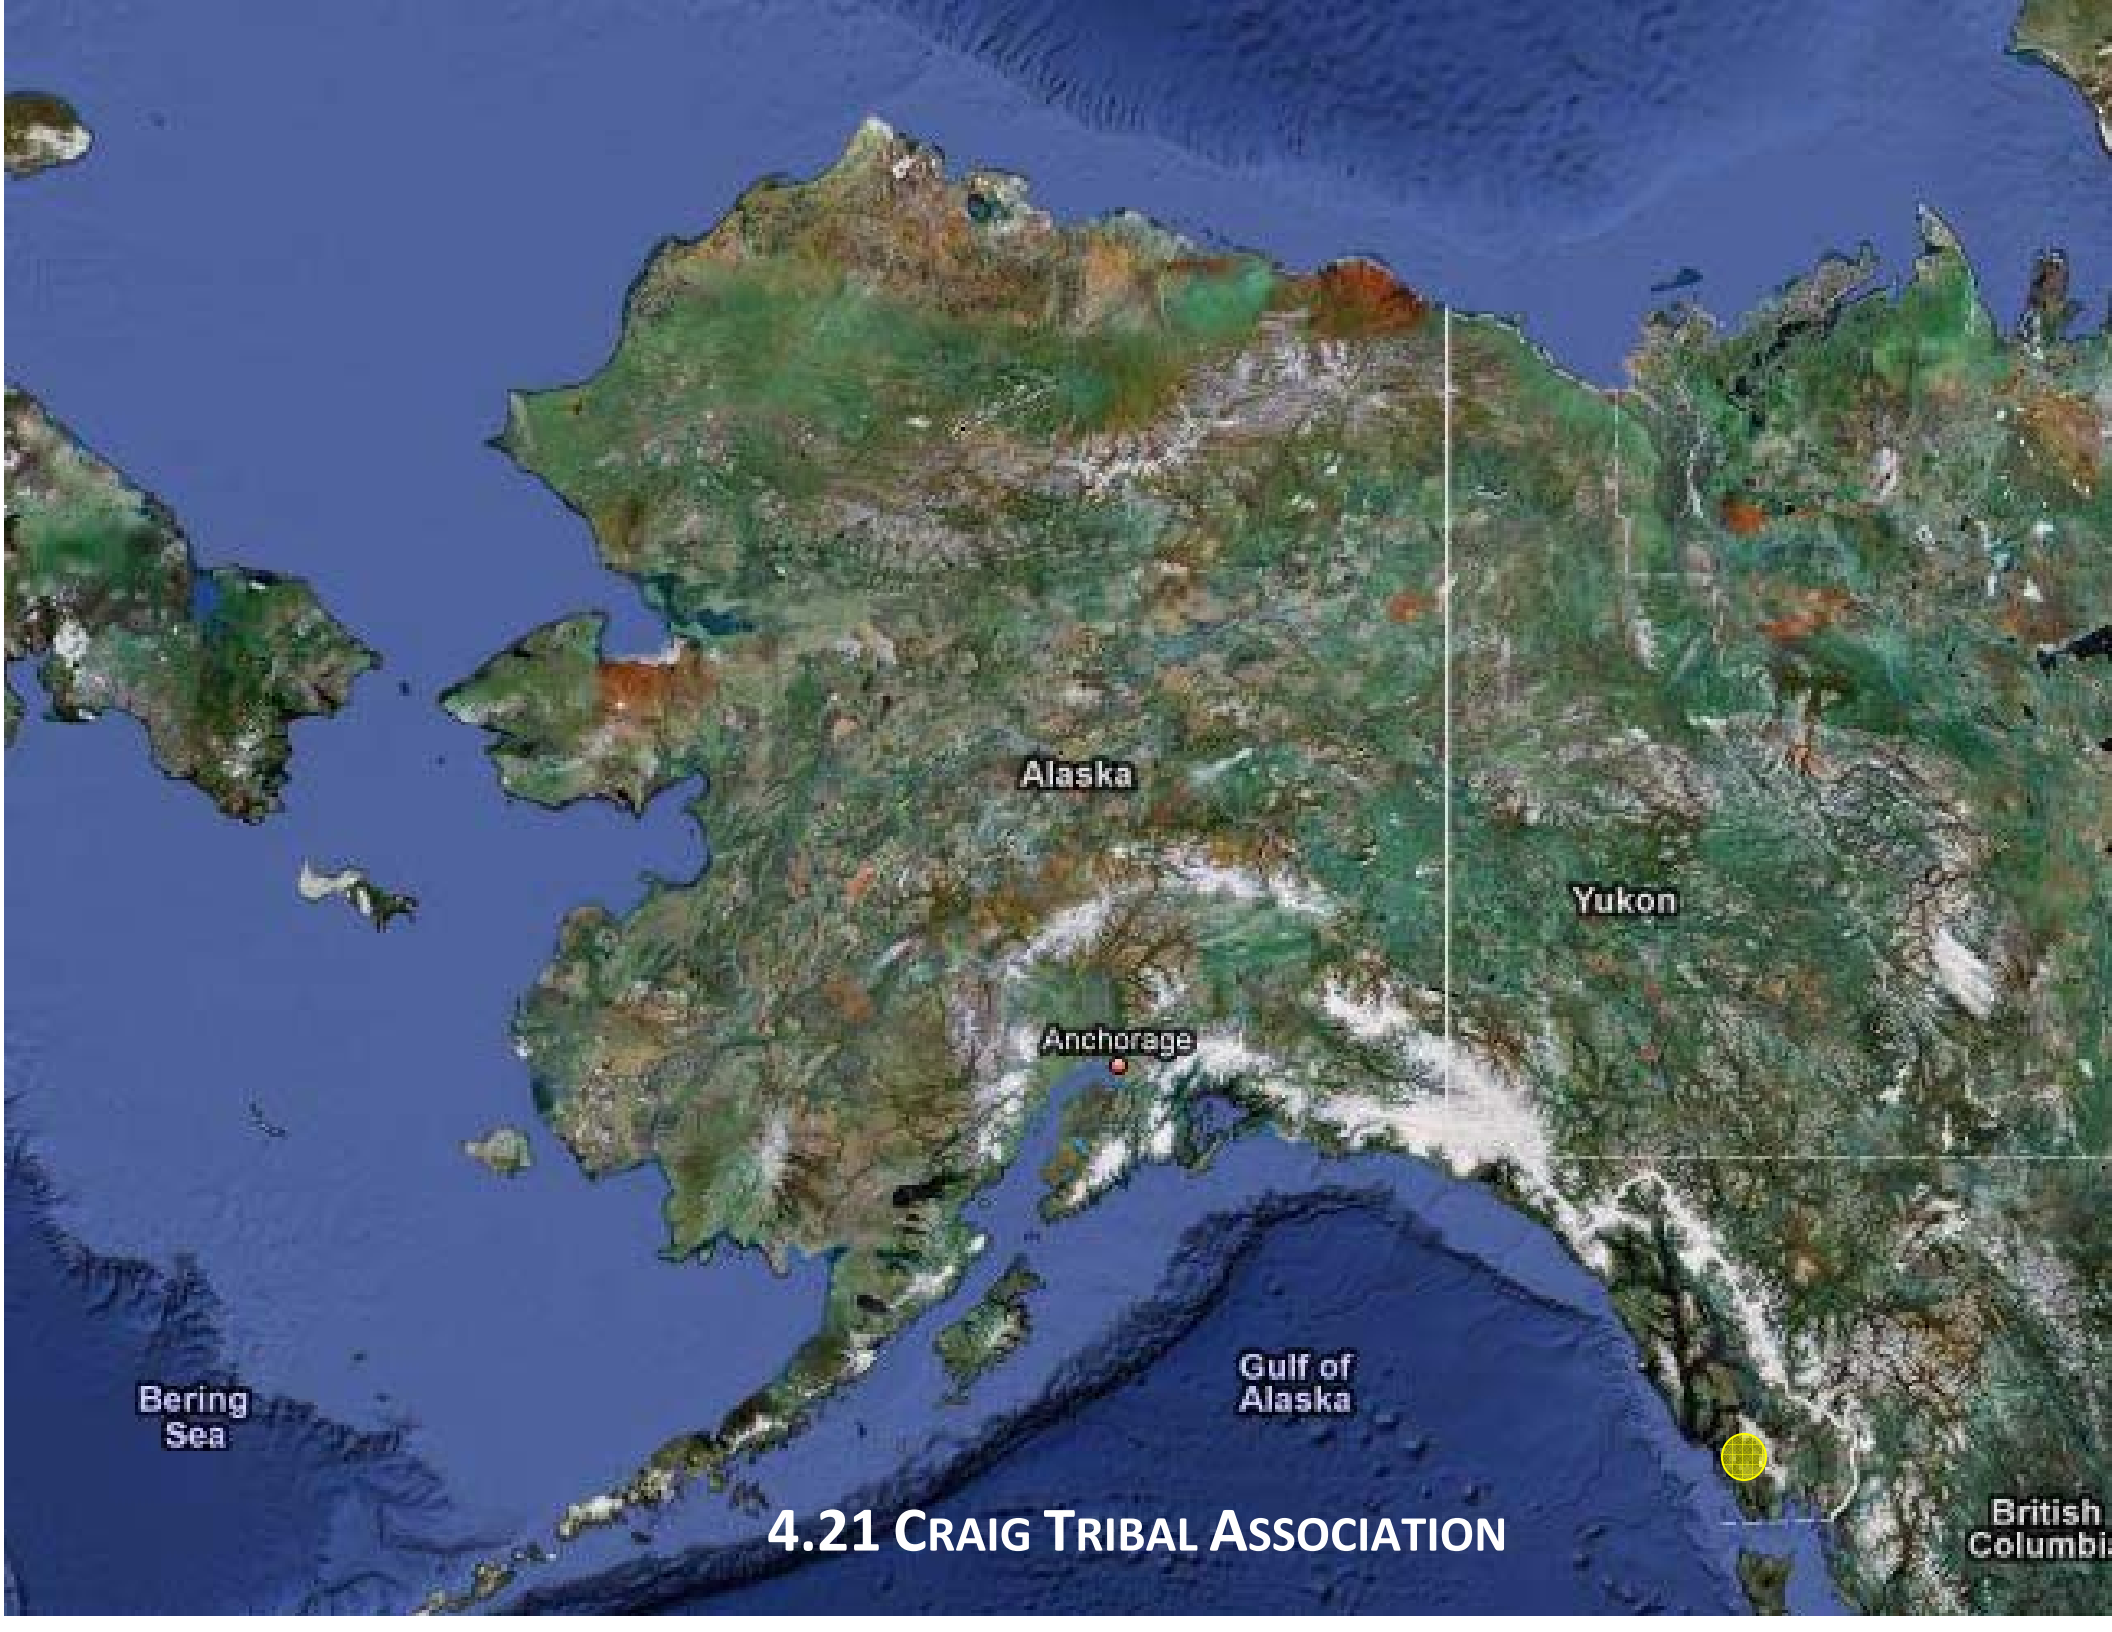 Alaska
Yukon
Anchorage
Gulf of
Alaska
Bering
Sea
4.21 CRAIG TRIBAL ASSOCIATION
British
Columbi